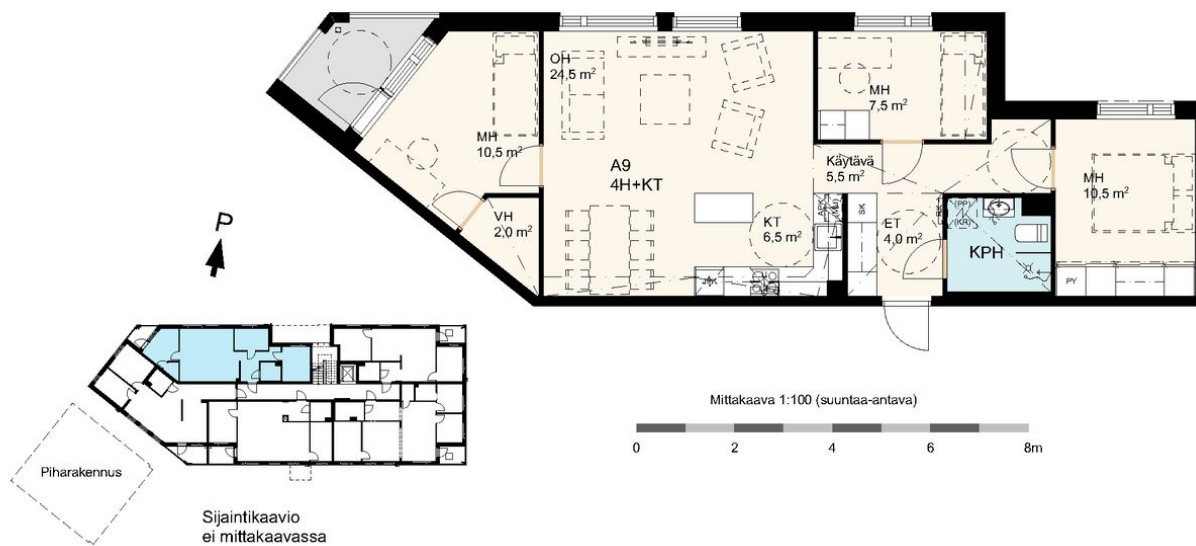 OH
24,5 m²
MH
7,5 m²
MH
10,5 m²
A9
4H+KT
Käytävä
5,5 m²
MH
10,5 m²
VH
2,0 m²
KT
6,5 m²
SK
ET
4,0 m²
(PP)
(KR)
KPH
PY
P
Mittakaava 1:100 (suuntaa-antava)
0 2 4 6 8m
Piharakennus
Sijaintikaavio
ei mittakaavassa